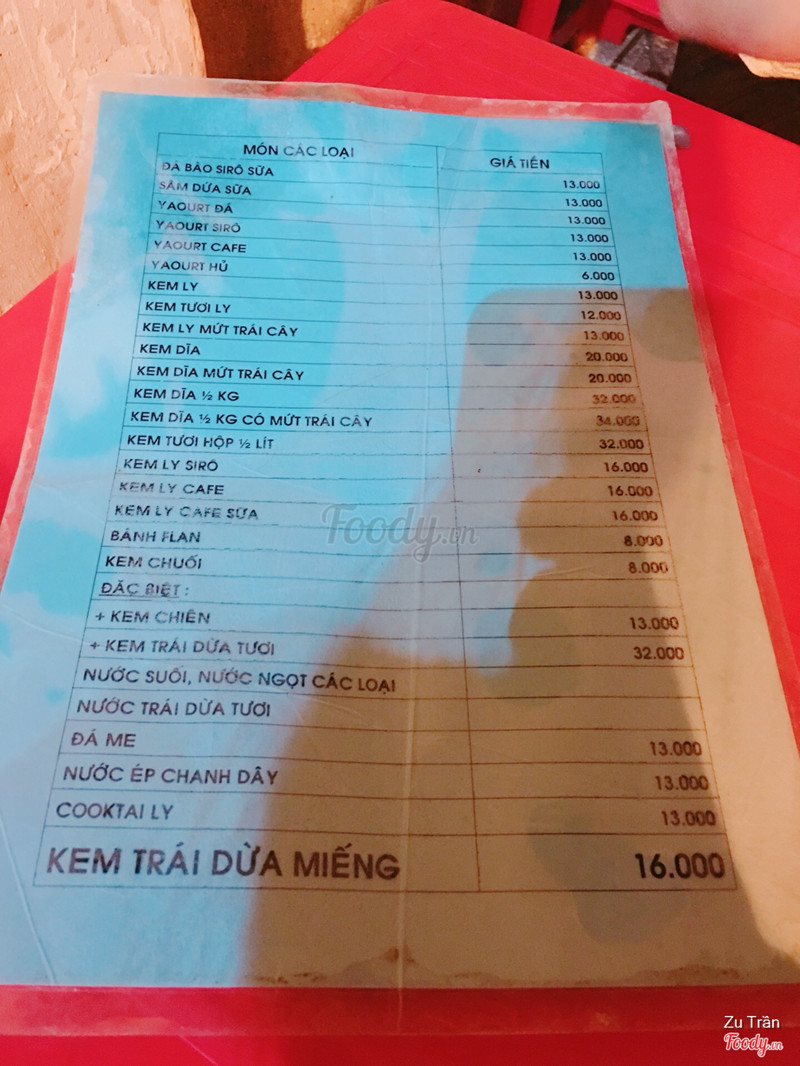 MÓN CÁC LOẠI GIÁ TIỀN
ĐÁ BÀO SIRÔ SỮA 13.000
SÂM DỨA SỮA 13.000
YAOURT ĐÁ 13.000
YAOURT SIRÔ 13.000
YAOURT CAFE 13.000
YAOURT HỦ 6.000
KEM LY 13.000
KEM TƯƠI LY 12.000
KEM LY MỨT TRÁI CÂY 13.000
KEM DĨA 20.000
KEM DĨA MỨT TRÁI CÂY 20.000
KEM DĨA ½ KG 32.000
KEM DĨA ½ KG CÓ MỨT TRÁI CÂY 34.000
KEM TƯƠI HỘP ½ LÍT 32.000
KEM LY SIRÔ 16.000
KEM LY CAFE 16.000
KEM LY CAFE SỮA 16.000
BÁNH FLAN 8.000
KEM CHUỐI 8.000
ĐẶC BIỆT :
+ KEM CHIÊN 13.000
+ KEM TRÁI DỪA TƯƠI 32.000
NƯỚC SUỐI, NƯỚC NGỌT CÁC LOẠI
NƯỚC TRÁI DỪA TƯƠI
ĐÁ ME 13.000
NƯỚC ÉP CHANH DÂY 13.000
COOKTAI LY 13.000
KEM TRÁI DỪA MIẾNG 16.000
Foody.vn
Zu Trần
Foody.vn